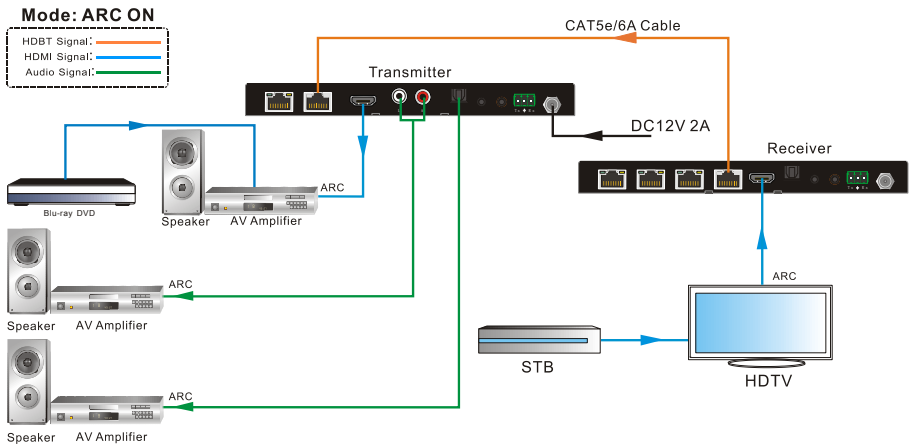 Mode: ARC ON
HDBT Signal:
HDMI Signal:
Audio Signal:
CAT5e/6A Cable
Transmitter
DC12V 2A
Receiver
ARC
Blu-ray DVD
Speaker
AV Amplifier
ARC
Speaker
AV Amplifier
ARC
STB
HDTV
ARC
Speaker
AV Amplifier